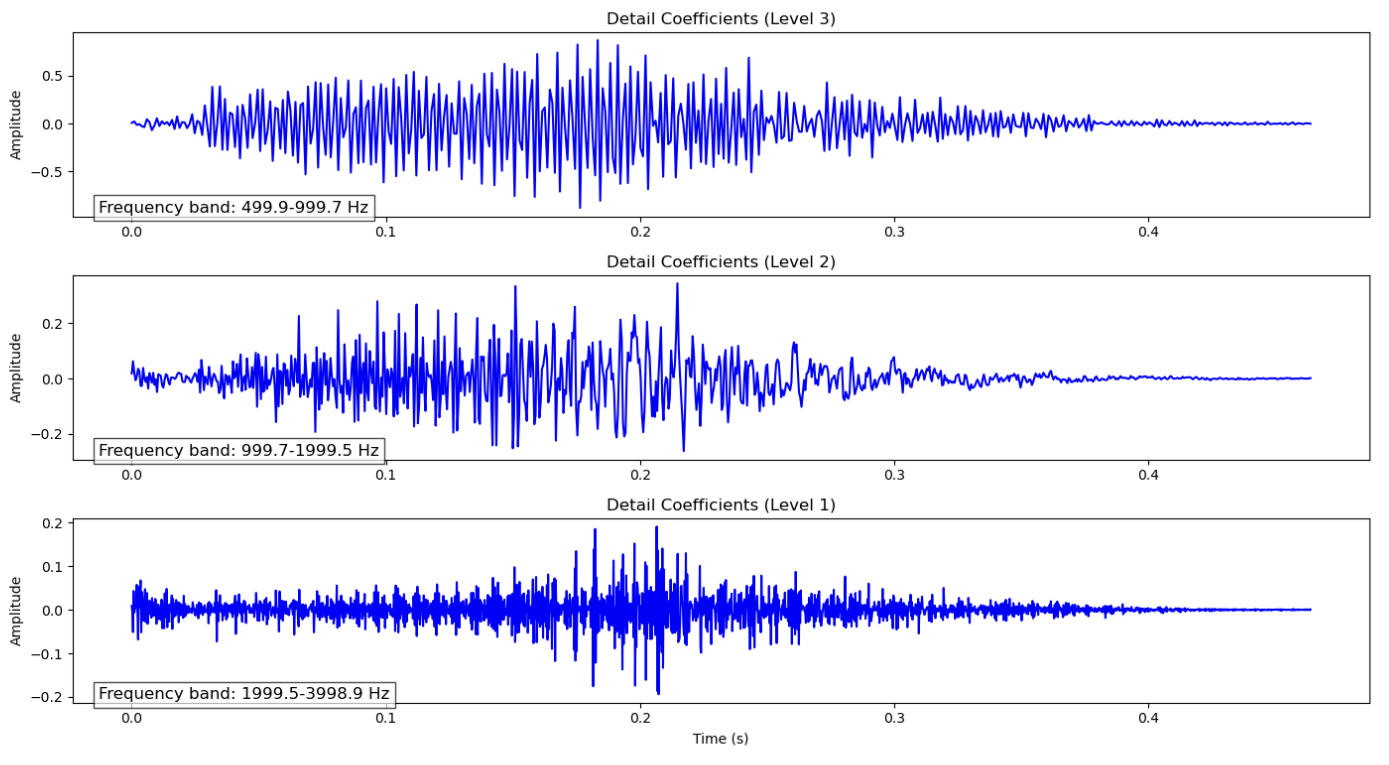 Detail Coefficients (Level 3)
Amplitude
0.5
0.0
−0.5
Frequency band: 499.9-999.7 Hz
0.0 0.1 0.2 0.3 0.4
Detail Coefficients (Level 2)
Amplitude
0.2
0.0
−0.2
Frequency band: 999.7-1999.5 Hz
0.0 0.1 0.2 0.3 0.4
Detail Coefficients (Level 1)
Amplitude
0.2
0.1
0.0
−0.1
−0.2
Frequency band: 1999.5-3998.9 Hz
0.0 0.1 0.2 0.3 0.4
Time (s)